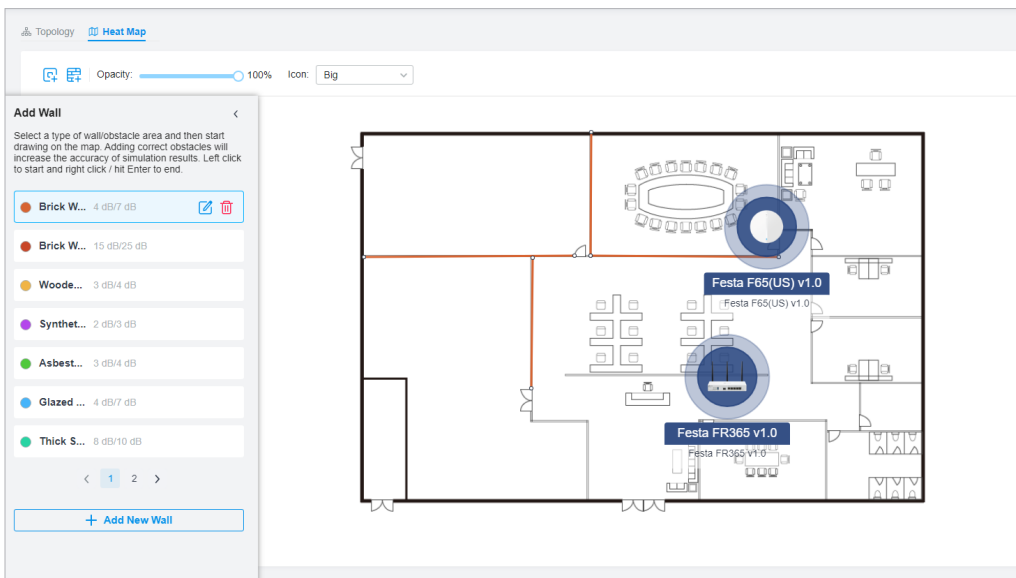 Topology Heat Map
Opacity: 100% Icon: Big
Add Wall
Select a type of wall/obstacle area and then start
drawing on the map. Adding correct obstacles will
increase the accuracy of simulation results. Left click
to start and right click / hit Enter to end.
Brick W... 4 dB/7 dB
Brick W... 15 dB/25 dB
Woode... 3 dB/4 dB
Synthet... 2 dB/3 dB
Asbest... 3 dB/4 dB
Glazed ... 4 dB/7 dB
Thick S... 8 dB/10 dB
1 2
Add New Wall
Festa F65(US) v1.0
Festa F65(US) v1.0
Festa FR365 v1.0
Festa FR365 v1.0